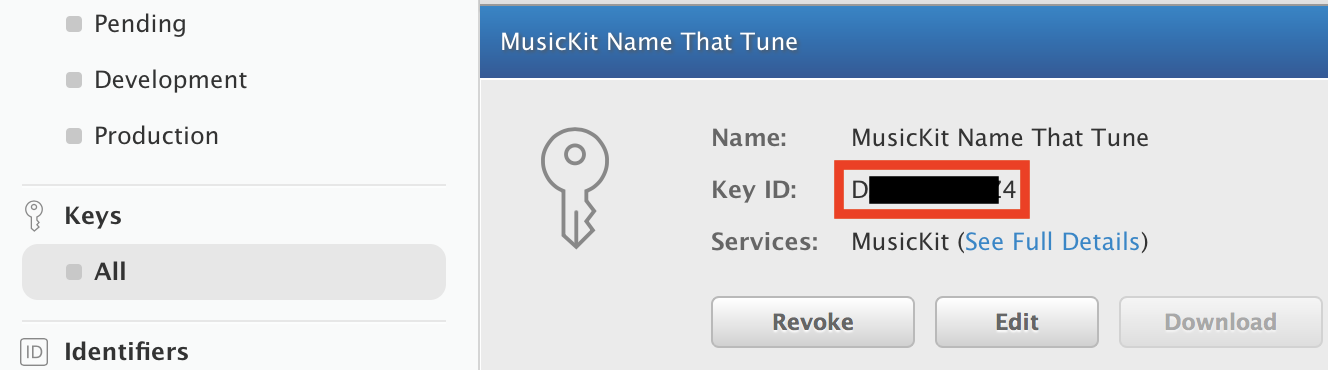 Pending
Development
Production
Keys
All
ID Identifiers
MusicKit Name That Tune
Name: MusicKit Name That Tune
Key ID: D 4
Services: MusicKit (See Full Details)
Revoke Edit Download